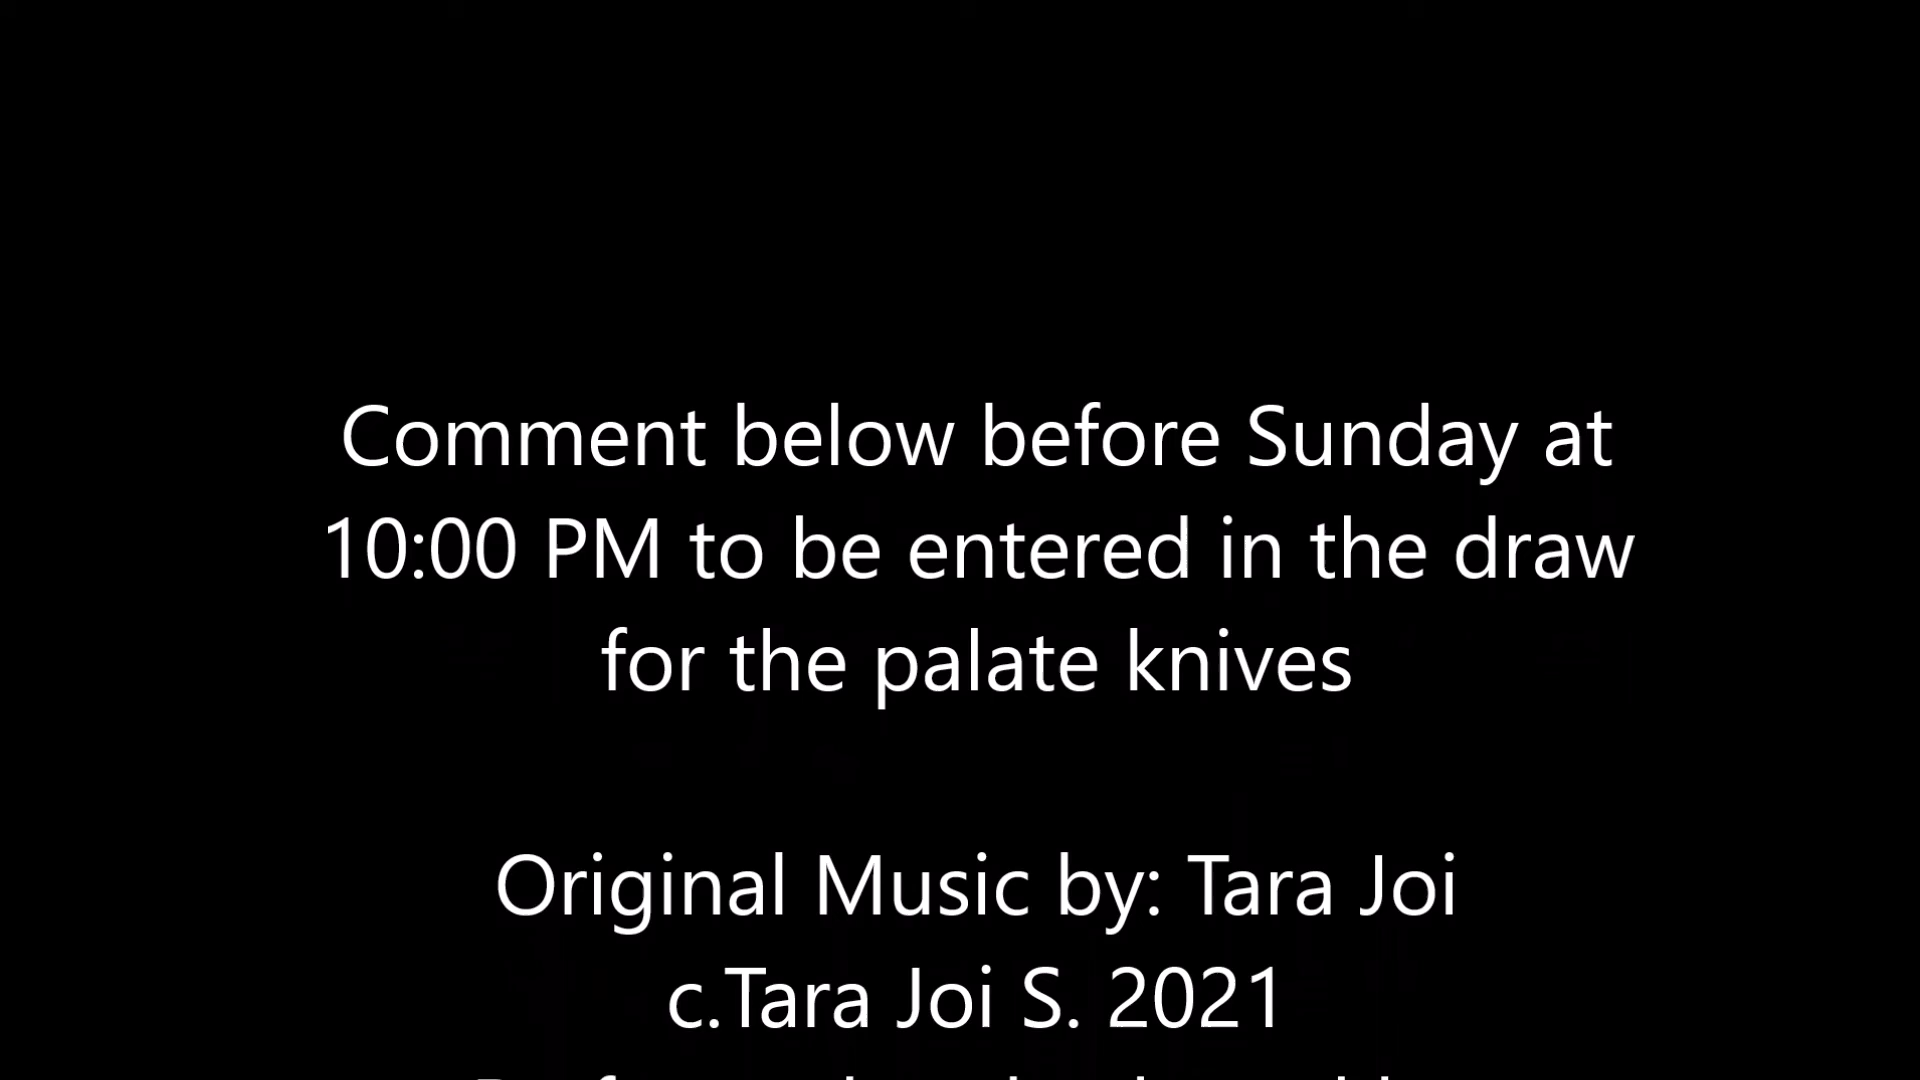 Comment below before Sunday at
10:00 PM to be entered in the draw
for the palate knives
Original Music by: Tara Joi
c.Tara Joi S. 2021